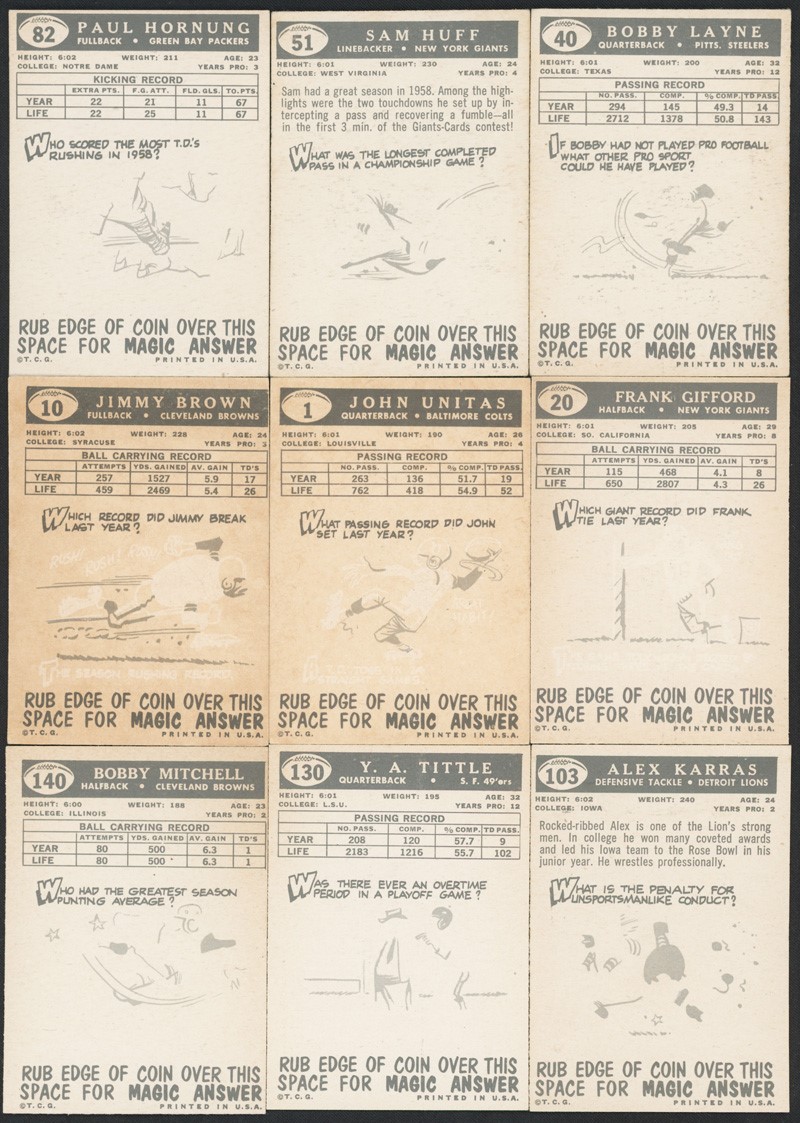 82 PAUL HORNUNG
FULLBACK • GREEN BAY PACKERS
HEIGHT: 6:02 WEIGHT: 211 AGE: 23
COLLEGE: NOTRE DAME YEARS PRO: 3
KICKING RECORD
EXTRA PTS. F.G. ATT. FLD. GLS. TO. PTS.
YEAR 22 21 11 67
LIFE 22 25 11 67
WHO SCORED THE MOST T.D.'S
RUSHING IN 1958?
RUB EDGE OF COIN OVER THIS
SPACE FOR MAGIC ANSWER
©T.C.G. PRINTED IN U.S.A.
51 SAM HUFF
LINEBACKER • NEW YORK GIANTS
HEIGHT: 6:01 WEIGHT: 230 AGE: 24
COLLEGE: WEST VIRGINIA YEARS PRO: 4
Sam had a great season in 1958. Among the high-
lights were the two touchdowns he set up by in-
tercepting a pass and recovering a fumble—all
in the first 3 min. of the Giants-Cards contest!
WHAT WAS THE LONGEST COMPLETED
PASS IN A CHAMPIONSHIP GAME?
RUB EDGE OF COIN OVER THIS
SPACE FOR MAGIC ANSWER
©T.C.G. PRINTED IN U.S.A.
40 BOBBY LAYNE
QUARTERBACK • PITTS. STEELERS
HEIGHT: 6:01 WEIGHT: 200 AGE: 32
COLLEGE: TEXAS YEARS PRO: 12
PASSING RECORD
NO. PASS. COMP. % COMP. TD PASS.
YEAR 294 145 49.3 14
LIFE 2712 1378 50.8 143
IF BOBBY HAD NOT PLAYED PRO FOOTBALL
WHAT OTHER PRO SPORT
COULD HE HAVE PLAYED?
RUB EDGE OF COIN OVER THIS
SPACE FOR MAGIC ANSWER
©T.C.G. PRINTED IN U.S.A.
10 JIMMY BROWN
FULLBACK • CLEVELAND BROWNS
HEIGHT: 6:02 WEIGHT: 228 AGE: 24
COLLEGE: SYRACUSE YEARS PRO: 3
BALL CARRYING RECORD
ATTEMPTS YDS. GAINED AV. GAIN TD'S
YEAR 257 1527 5.9 17
LIFE 459 2469 5.4 26
WHICH RECORD DID JIMMY BREAK
LAST YEAR?
THE SEASON RUSHING RECORD
RUB EDGE OF COIN OVER THIS
SPACE FOR MAGIC ANSWER
©T.C.G. PRINTED IN U.S.A.
1 JOHN UNITAS
QUARTERBACK • BALTIMORE COLTS
HEIGHT: 6:01 WEIGHT: 190 AGE: 26
COLLEGE: LOUISVILLE YEARS PRO: 4
PASSING RECORD
NO. PASS. COMP. % COMP. TD PASS.
YEAR 263 136 51.7 19
LIFE 762 418 54.9 52
WHAT PASSING RECORD DID JOHN
SET LAST YEAR?
STRAIGHT GAMES
RUB EDGE OF COIN OVER THIS
SPACE FOR MAGIC ANSWER
©T.C.G. PRINTED IN U.S.A.
20 FRANK GIFFORD
HALFBACK • NEW YORK GIANTS
HEIGHT: 6:01 WEIGHT: 205 AGE: 29
COLLEGE: SO. CALIFORNIA YEARS PRO: 8
BALL CARRYING RECORD
ATTEMPTS YDS. GAINED AV. GAIN TD'S
YEAR 115 468 4.1 8
LIFE 650 2807 4.3 26
WHICH GIANT RECORD DID FRANK
TIE LAST YEAR?
RUB EDGE OF COIN OVER THIS
SPACE FOR MAGIC ANSWER
©T.C.G. PRINTED IN U.S.A.
140 BOBBY MITCHELL
HALFBACK • CLEVELAND BROWNS
HEIGHT: 6:00 WEIGHT: 188 AGE: 23
COLLEGE: ILLINOIS YEARS PRO: 2
BALL CARRYING RECORD
ATTEMPTS YDS. GAINED AV. GAIN TD'S
YEAR 80 500 6.3 1
LIFE 80 500 6.3 1
WHO HAD THE GREATEST SEASON
PUNTING AVERAGE?
RUB EDGE OF COIN OVER THIS
SPACE FOR MAGIC ANSWER
©T.C.G. PRINTED IN U.S.A.
130 Y. A. TITTLE
QUARTERBACK • S. F. 49'ers
HEIGHT: 6:01 WEIGHT: 195 AGE: 32
COLLEGE: L.S.U. YEARS PRO: 12
PASSING RECORD
NO. PASS. COMP. % COMP. TD PASS.
YEAR 208 120 57.7 9
LIFE 2183 1216 55.7 102
WAS THERE EVER AN OVERTIME
PERIOD IN A PLAYOFF GAME?
RUB EDGE OF COIN OVER THIS
SPACE FOR MAGIC ANSWER
©T.C.G. PRINTED IN U.S.A.
103 ALEX KARRAS
DEFENSIVE TACKLE • DETROIT LIONS
HEIGHT: 6:02 WEIGHT: 240 AGE: 24
COLLEGE: IOWA YEARS PRO: 2
Rocked-ribbed Alex is one of the Lion's strong
men. In college he won many coveted awards
and led his Iowa team to the Rose Bowl in his
junior year. He wrestles professionally.
WHAT IS THE PENALTY FOR
UNSPORTSMANLIKE CONDUCT?
RUB EDGE OF COIN OVER THIS
SPACE FOR MAGIC ANSWER
©T.C.G. PRINTED IN U.S.A.